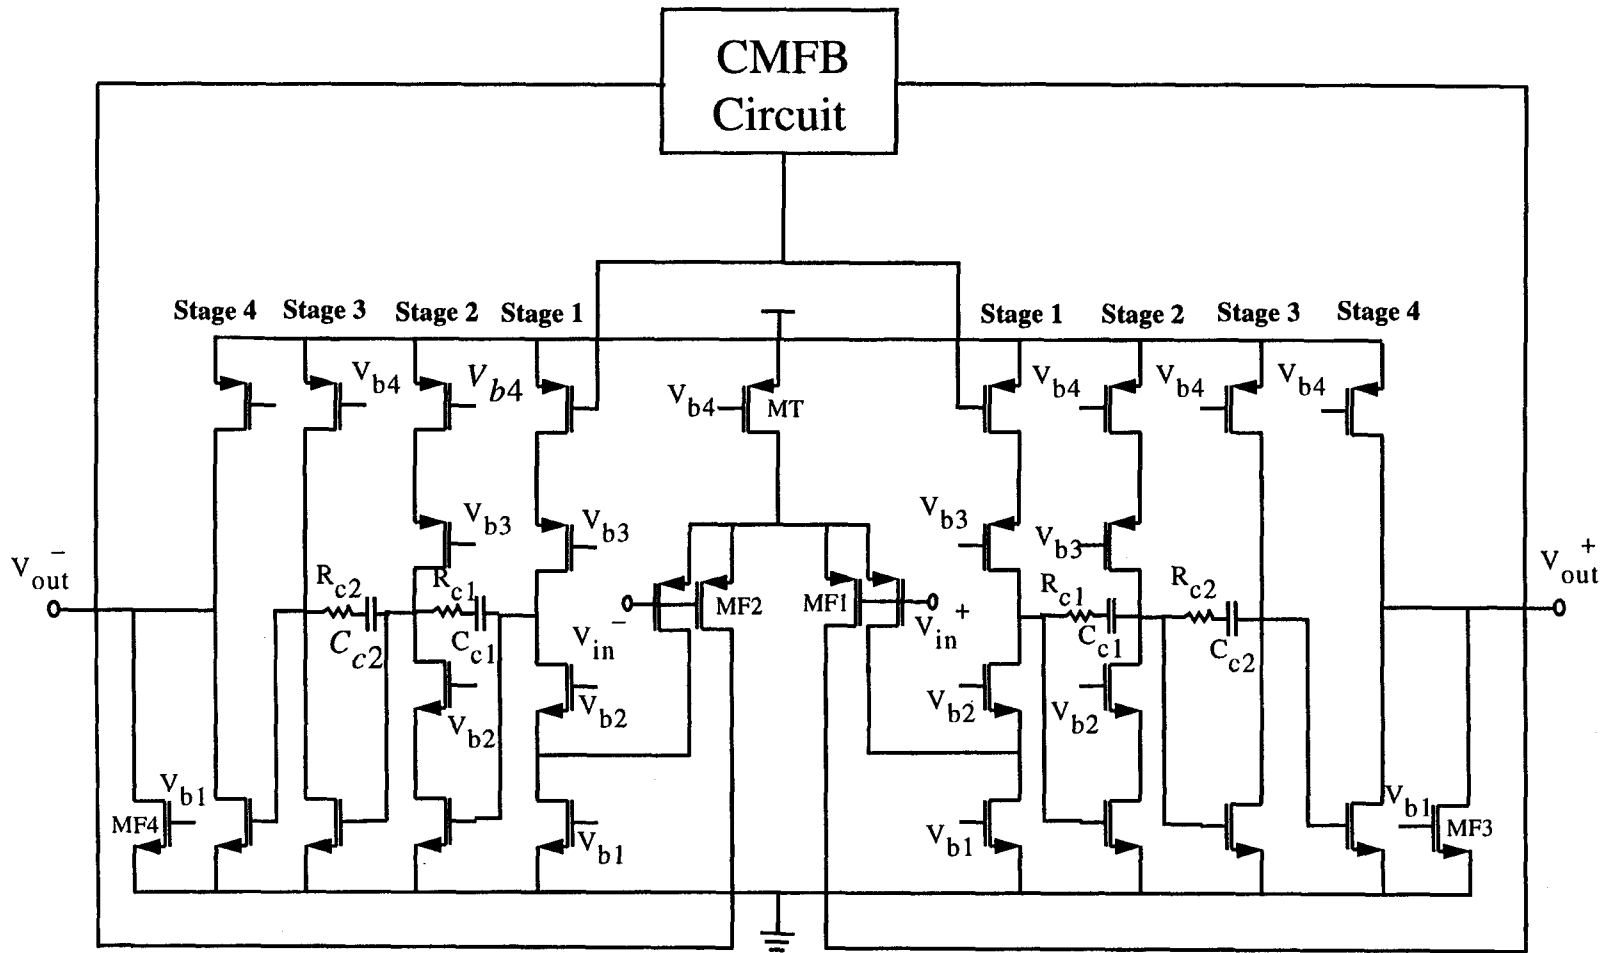 CMFB
Circuit
Stage 4 Stage 3 Stage 2 Stage 1 Stage 1 Stage 2 Stage 3 Stage 4
Vb4 Vb4 Vb4 MT Vb4 Vb4 Vb4
Vb3 Vb3 Vb3 Vb3
Vout- Rc2 Rc1 MF2 MF1 Rc1 Rc2 Vout+
Cc2 Cc1 Vin- Vin+ Cc1 Cc2
Vb2 Vb2 Vb2 Vb2
Vb1 Vb1
MF4 MF3
Vb1 Vb1